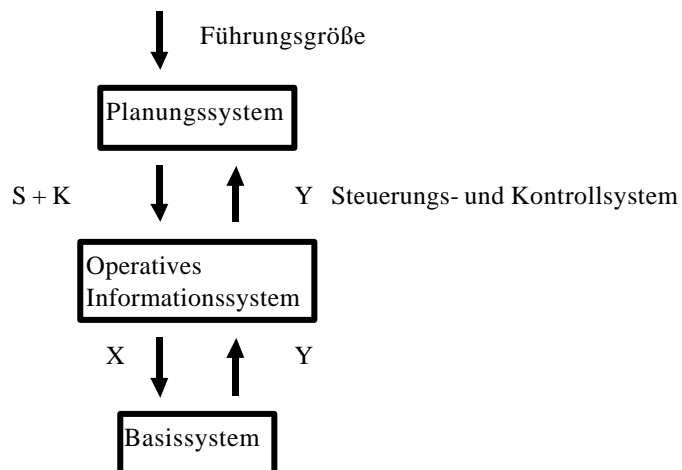 Führungsgröße
Planungssystem
S + K
Y Steuerungs- und Kontrollsystem
Operatives
Informationssystem
X
Y
Basissystem